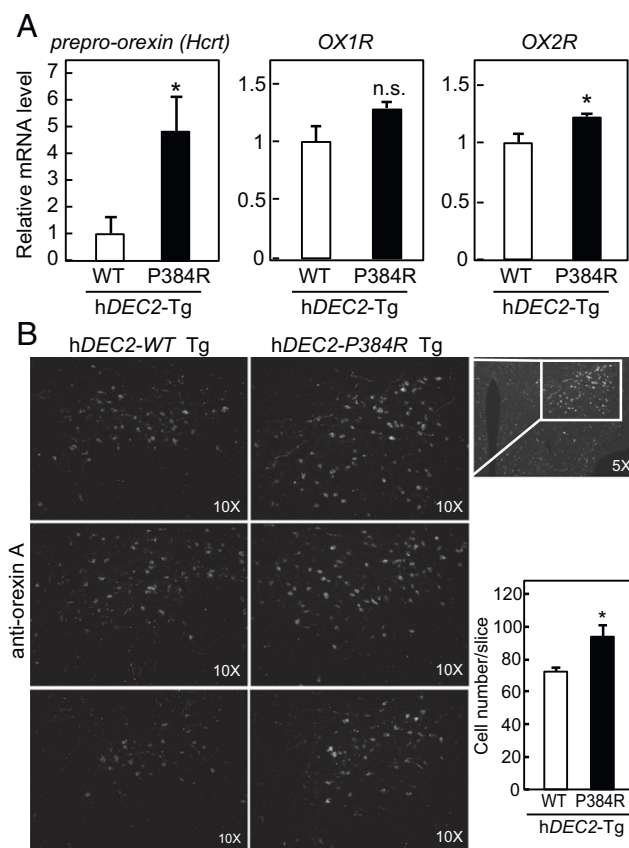 A
prepro-orexin (Hcrt)
Relative mRNA level
7
6
5
4
3
2
1
0
*
WT P384R
hDEC2-Tg
OX1R
1.5
1
0.5
0
n.s.
WT P384R
hDEC2-Tg
OX2R
1.5
1
0.5
0
*
WT P384R
hDEC2-Tg
B
hDEC2-WT Tg
hDEC2-P384R Tg
anti-orexin A
10X
10X
5X
10X
10X
10X
10X
Cell number/slice
120
100
80
60
40
20
0
*
WT P384R
hDEC2-Tg